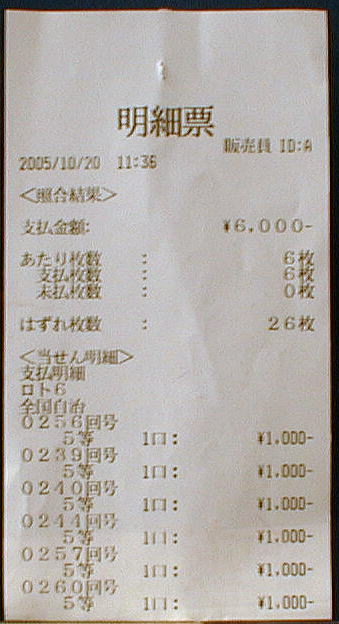 明細票
販売員 ID:A
2005/10/20 11:36
<照合結果>
支払金額: ¥6,000-
あたり枚数 : 6枚
支払枚数 : 6枚
未払枚数 : 0枚
はずれ枚数 : 26枚
<当せん明細>
支払明細
ロト6
全国自治
0256回号
5等 1口: ¥1,000-
0239回号
5等 1口: ¥1,000-
0240回号
5等 1口: ¥1,000-
0244回号
5等 1口: ¥1,000-
0257回号
5等 1口: ¥1,000-
0260回号
5等 1口: ¥1,000-